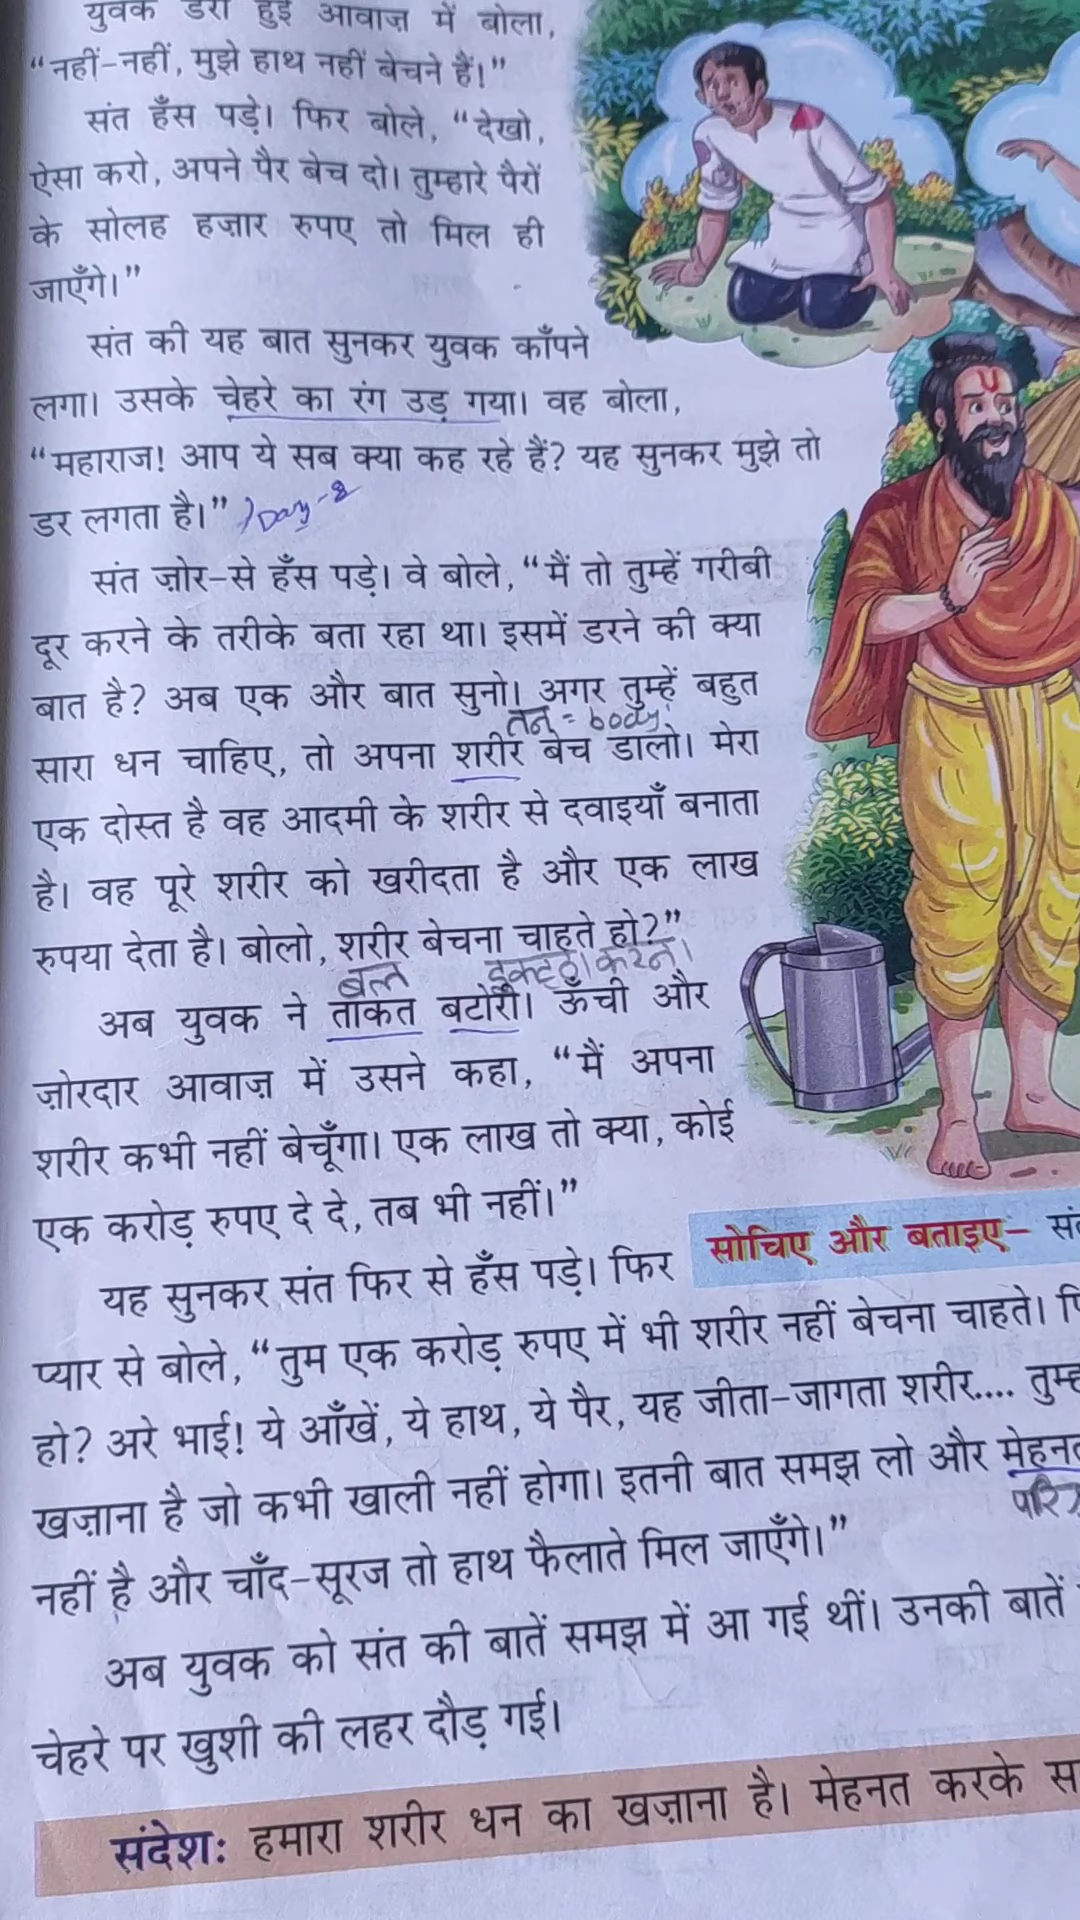 युवक डरी हुई आवाज़ में बोला,
“नहीं-नहीं, मुझे हाथ नहीं बेचने हैं!”
संत हँस पड़े। फिर बोले, “देखो,
ऐसा करो, अपने पैर बेच दो। तुम्हारे पैरों
के सोलह हज़ार रुपए तो मिल ही
जाएँगे।”
संत की यह बात सुनकर युवक काँपने
लगा। उसके चेहरे का रंग उड़ गया। वह बोला,
“महाराज! आप ये सब क्या कह रहे हैं? यह सुनकर मुझे तो
डर लगता है।” Day-2
संत ज़ोर-से हँस पड़े। वे बोले, “मैं तो तुम्हें गरीबी
दूर करने के तरीके बता रहा था। इसमें डरने की क्या
बात है? अब एक और बात सुनो। अगर तुम्हें बहुत
तन = body
सारा धन चाहिए, तो अपना शरीर बेच डालो। मेरा
एक दोस्त है वह आदमी के शरीर से दवाइयाँ बनाता
है। वह पूरे शरीर को खरीदता है और एक लाख
रुपया देता है। बोलो, शरीर बेचना चाहते हो?”
बल करना।
अब युवक ने ताकत बटोरी। ऊँची और
ज़ोरदार आवाज़ में उसने कहा, “मैं अपना
शरीर कभी नहीं बेचूँगा। एक लाख तो क्या, कोई
एक करोड़ रुपए दे दे, तब भी नहीं।”
सोचिए और बताइए-
यह सुनकर संत फिर से हँस पड़े। फिर
प्यार से बोले, “तुम एक करोड़ रुपए में भी शरीर नहीं बेचना चाहते।
हो? अरे भाई! ये आँखें, ये हाथ, ये पैर, यह जीता-जागता शरीर....
खज़ाना है जो कभी खाली नहीं होगा। इतनी बात समझ लो और
नहीं है और चाँद-सूरज तो हाथ फैलाते मिल जाएँगे।”
अब युवक को संत की बातें समझ में आ गई थीं। उनकी बातें
चेहरे पर खुशी की लहर दौड़ गई।
संदेश: हमारा शरीर धन का खज़ाना है। मेहनत करके